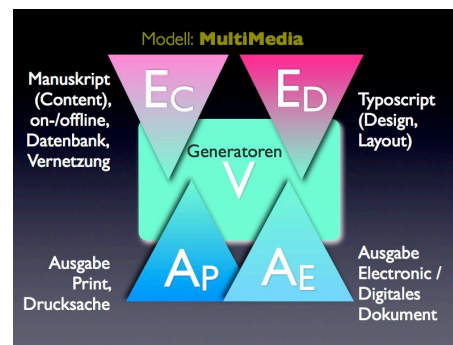 Modell: MultiMedia
Manuskript
(Content),
on-/offline,
Datenbank,
Vernetzung
EC
ED
Typoscript
(Design,
Layout)
Generatoren
V
Ausgabe
Print,
Drucksache
AP
AE
Ausgabe
Electronic /
Digitales
Dokument